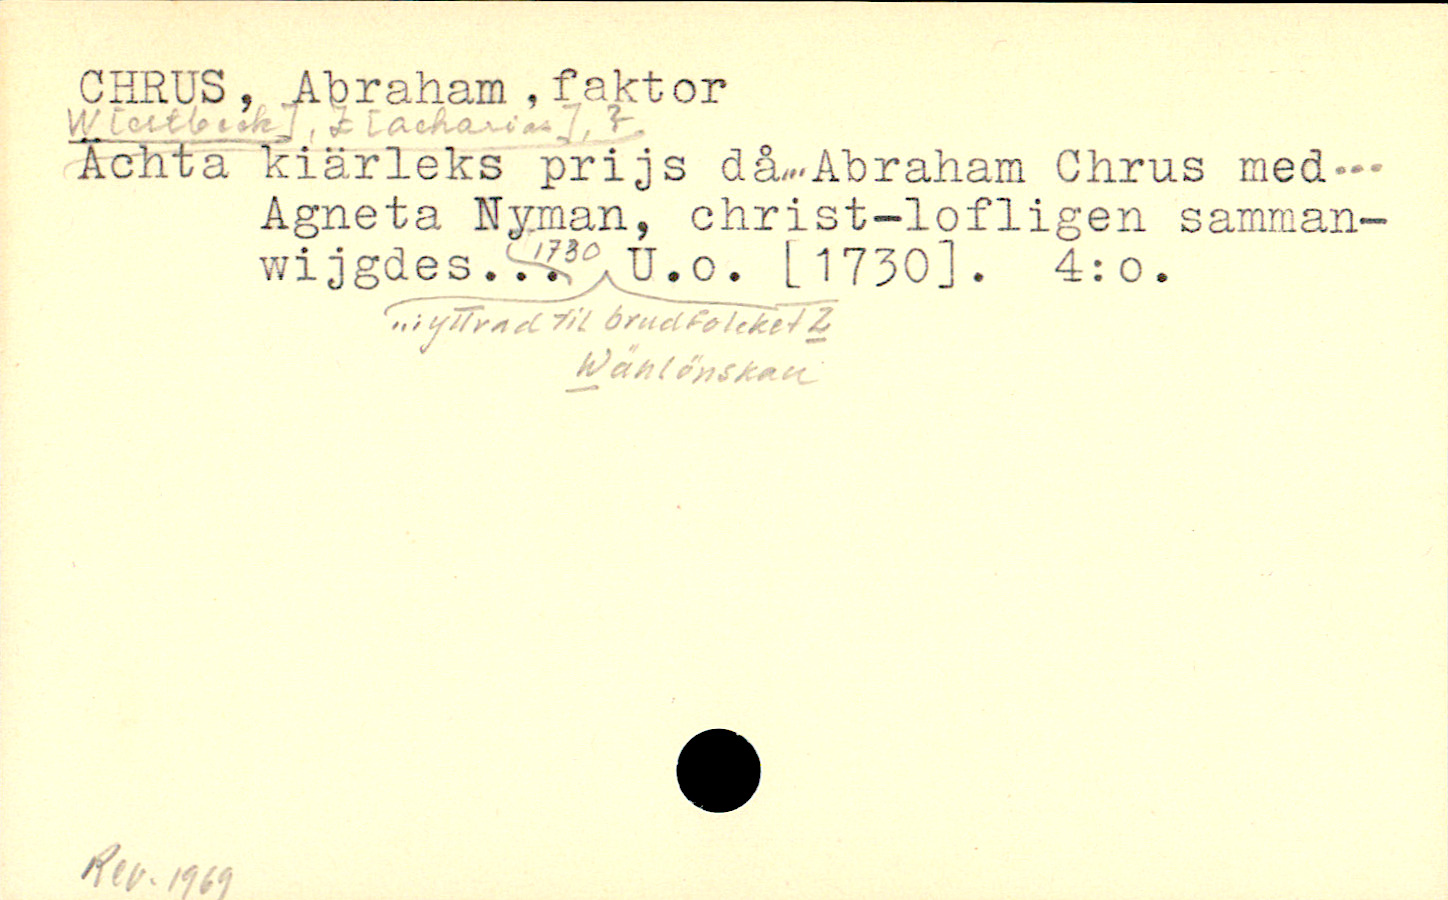 CHRUS, Abraham, faktor
W[estbeck], Z[acharias], ?.
Ächta kiärleks prijs då... Abraham Chrus med---
Agneta Nyman, christ-lofligen samman-
wijgdes... 1730 U.o. [1730]. 4:o.
...yttrad til brudfolcket Z
Wählönskan
Rev. 1969